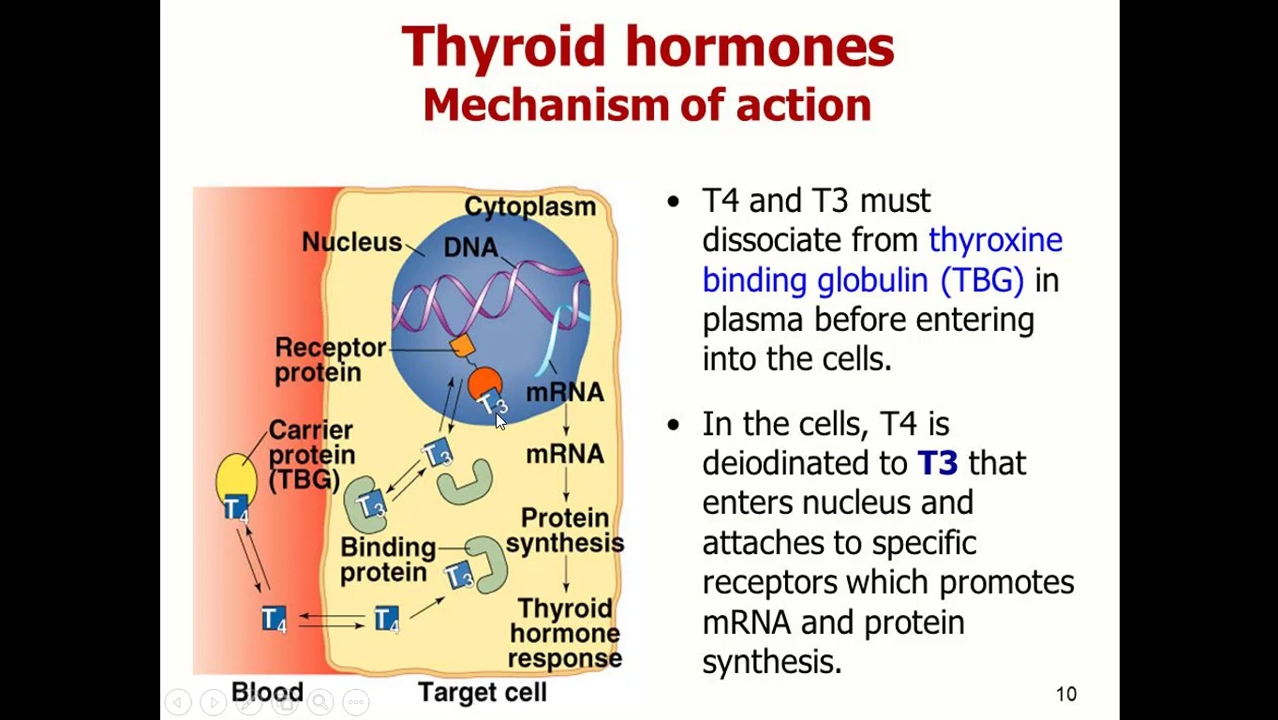 Thyroid hormones
Mechanism of action
Cytoplasm
Nucleus
DNA
Receptor
protein
mRNA
T3
Carrier
protein
(TBG)
T4
T3
T3
mRNA
Binding
protein
T3
Protein
synthesis
T4
T4
Thyroid
hormone
response
Blood
Target cell
• T4 and T3 must
dissociate from thyroxine
binding globulin (TBG) in
plasma before entering
into the cells.
• In the cells, T4 is
deiodinated to T3 that
enters nucleus and
attaches to specific
receptors which promotes
mRNA and protein
synthesis.
10